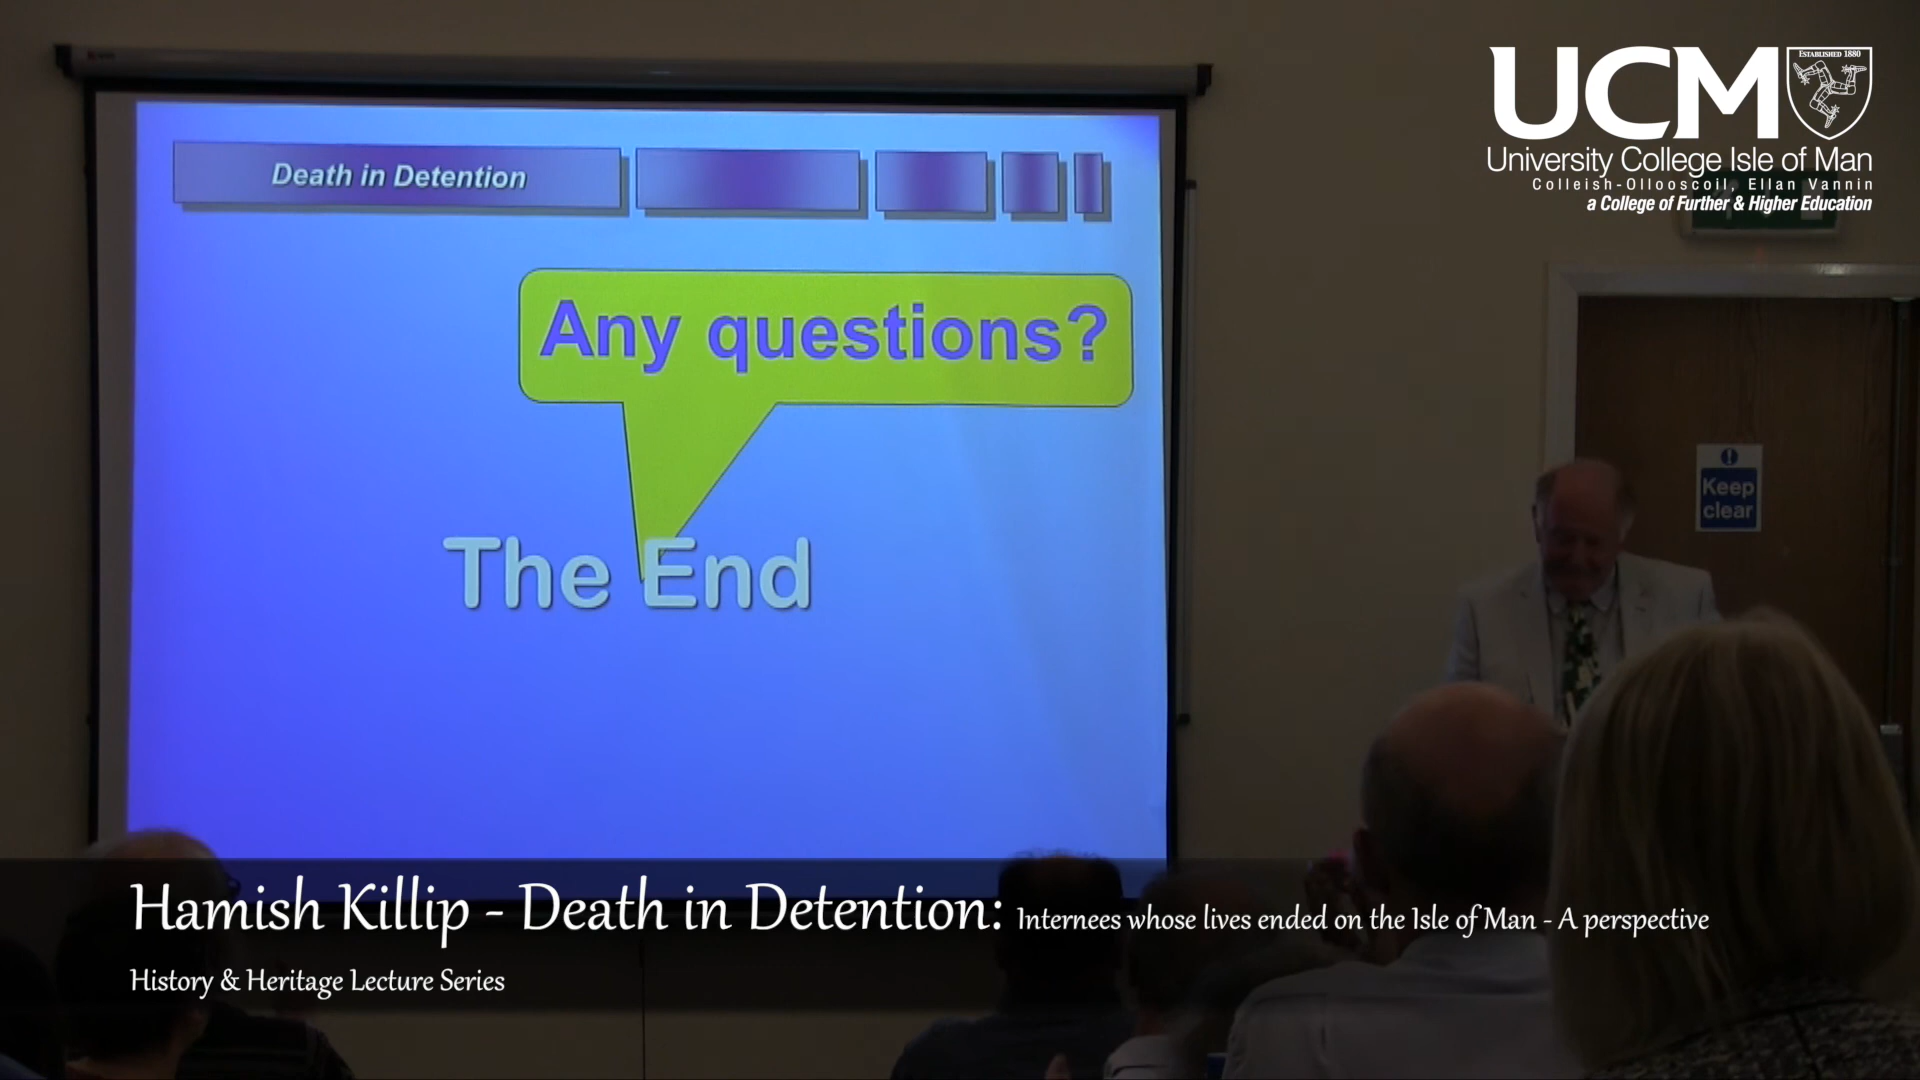 ESTABLISHED 1880
UCM
University College Isle of Man
Colleish-Ollooscoil, Ellan Vannin
a College of Further & Higher Education
Death in Detention
Any questions?
The End
Keep
clear
Hamish Killip - Death in Detention: Internees whose lives ended on the Isle of Man - A perspective
History & Heritage Lecture Series